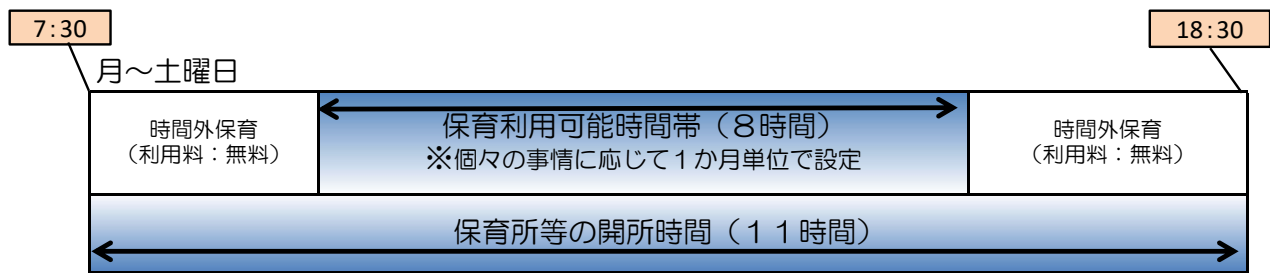 7:30
18:30
月～土曜日
時間外保育
（利用料：無料）
保育利用可能時間帯（８時間）
※個々の事情に応じて１か月単位で設定
時間外保育
（利用料：無料）
保育所等の開所時間（１１時間）